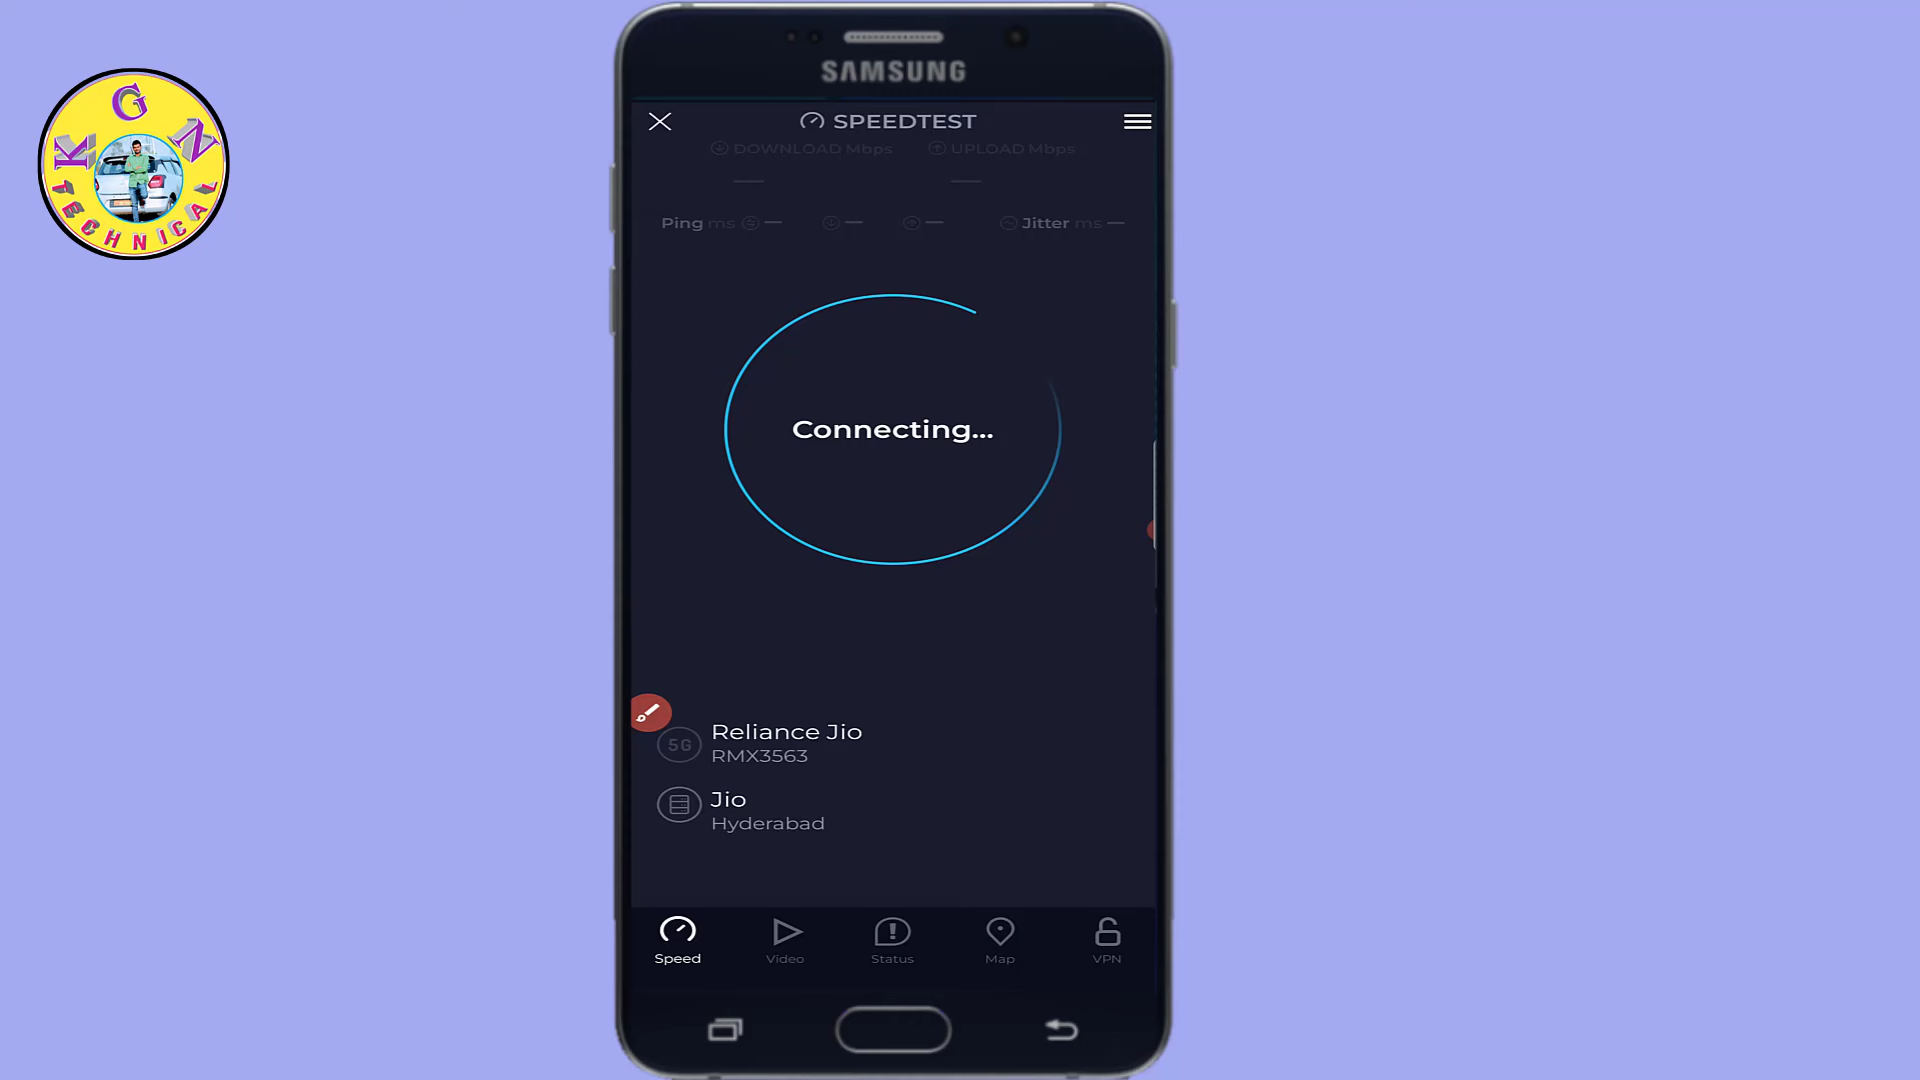 KGN
TECHNICAL
SAMSUNG
SPEEDTEST
DOWNLOAD Mbps UPLOAD Mbps
Ping ms Jitter ms
Connecting...
5G
Reliance Jio
RMX3563
Jio
Hyderabad
Speed Video Status Map VPN